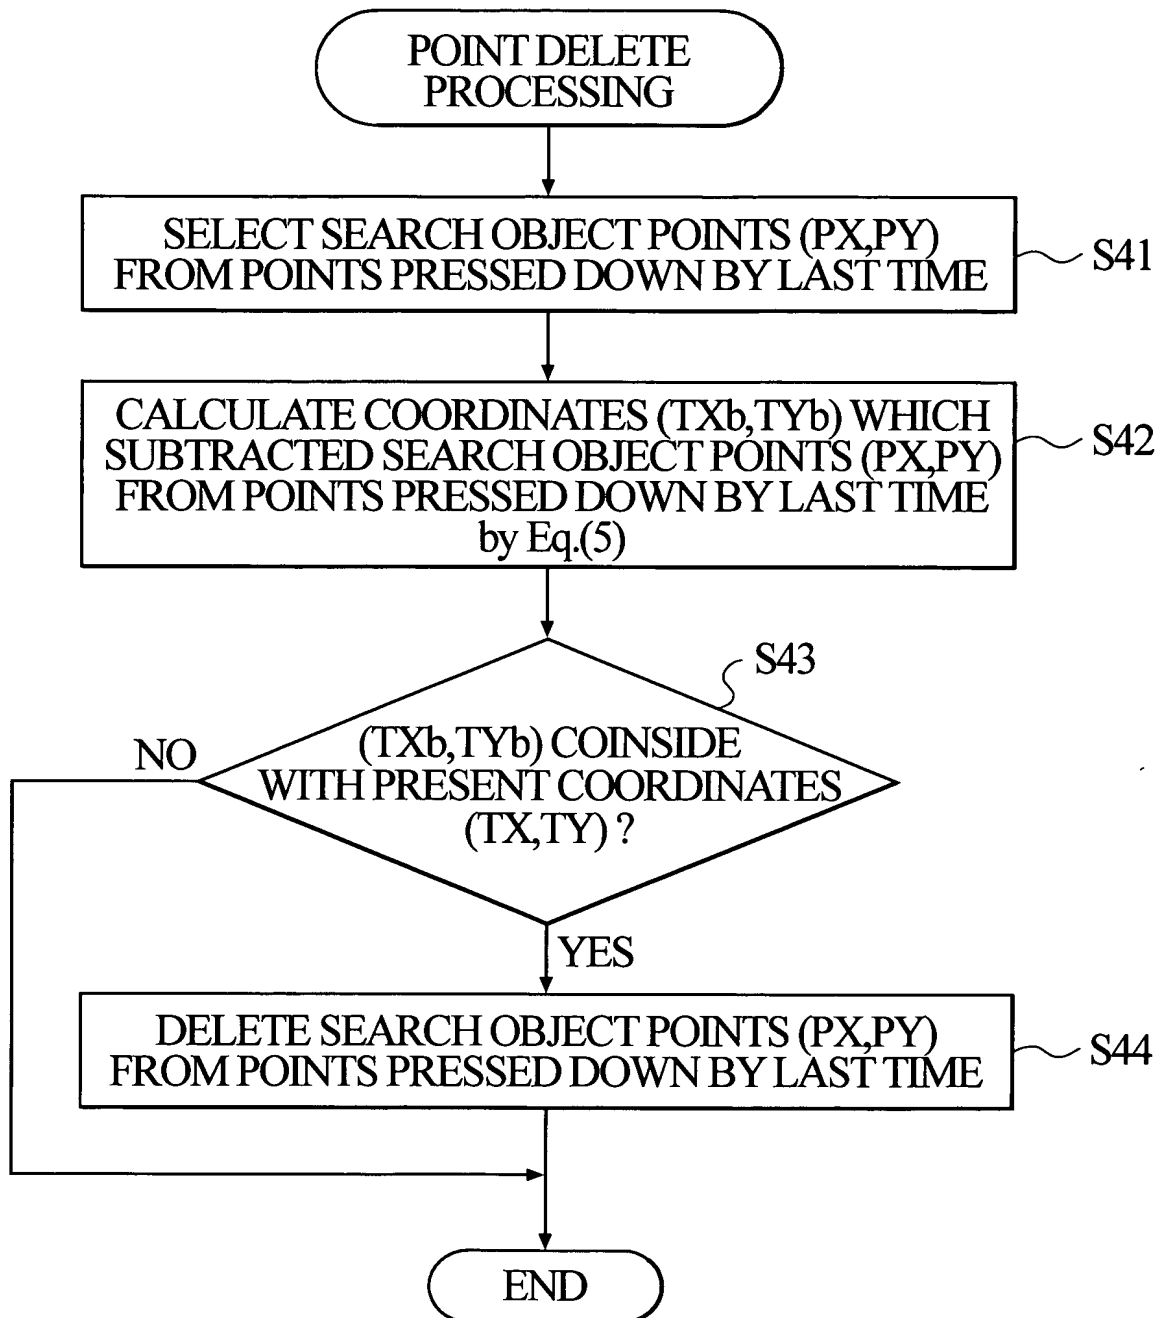 POINT DELETE
PROCESSING
SELECT SEARCH OBJECT POINTS (PX,PY)
FROM POINTS PRESSED DOWN BY LAST TIME
S41
CALCULATE COORDINATES (TXb,TYb) WHICH
SUBTRACTED SEARCH OBJECT POINTS (PX,PY)
FROM POINTS PRESSED DOWN BY LAST TIME
by Eq.(5)
S42
S43
(TXb,TYb) COINSIDE
WITH PRESENT COORDINATES
(TX,TY) ?
NO
YES
DELETE SEARCH OBJECT POINTS (PX,PY)
FROM POINTS PRESSED DOWN BY LAST TIME
S44
END